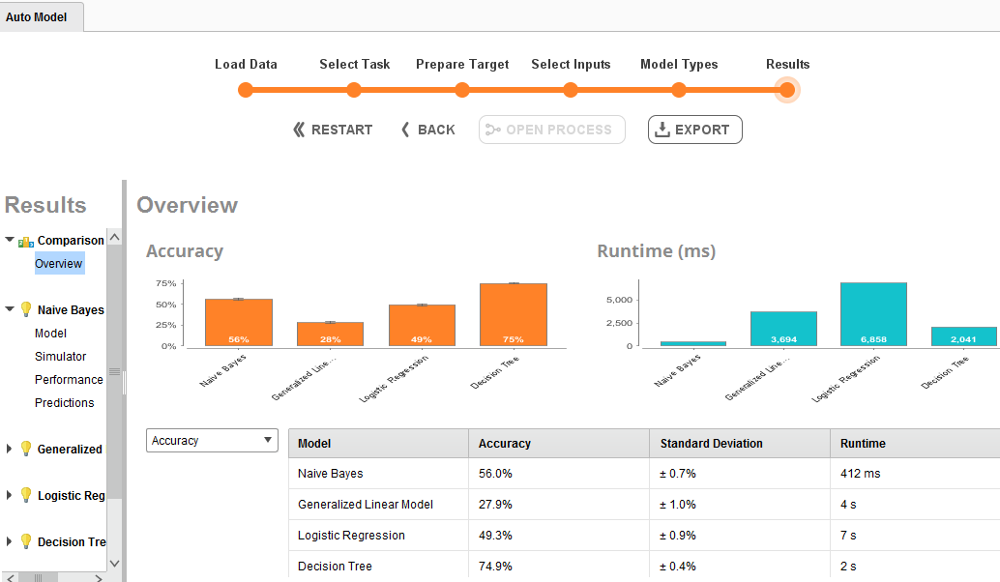 Auto Model
Load Data Select Task Prepare Target Select Inputs Model Types Results
RESTART BACK OPEN PROCESS EXPORT
Results
Comparison
Overview
Naive Bayes
Model
Simulator
Performance
Predictions
Generalized
Logistic Reg
Decision Tre
Overview
Accuracy
75%
50%
25%
0%
56% 28% 49% 75%
Naive Bayes Generalized Line... Logistic Regression Decision Tree
Runtime (ms)
5,000
2,500
0
3,694 6,858 2,041
Naive Bayes Generalized Line... Logistic Regression Decision Tree
Accuracy
Model Accuracy Standard Deviation Runtime
Naive Bayes 56.0% ± 0.7% 412 ms
Generalized Linear Model 27.9% ± 1.0% 4 s
Logistic Regression 49.3% ± 0.9% 7 s
Decision Tree 74.9% ± 0.4% 2 s